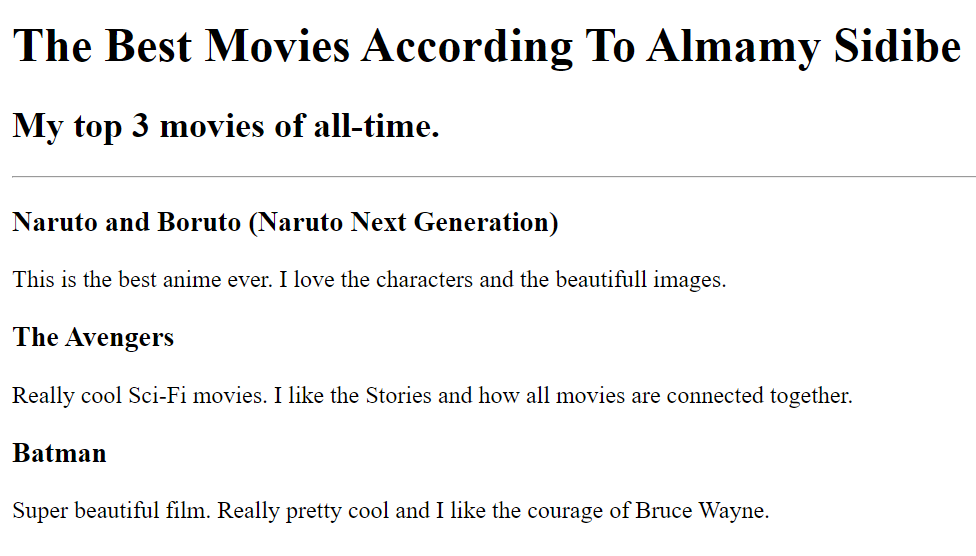 The Best Movies According To Almamy Sidibe
My top 3 movies of all-time.
Naruto and Boruto (Naruto Next Generation)
This is the best anime ever. I love the characters and the beautifull images.
The Avengers
Really cool Sci-Fi movies. I like the Stories and how all movies are connected together.
Batman
Super beautiful film. Really pretty cool and I like the courage of Bruce Wayne.